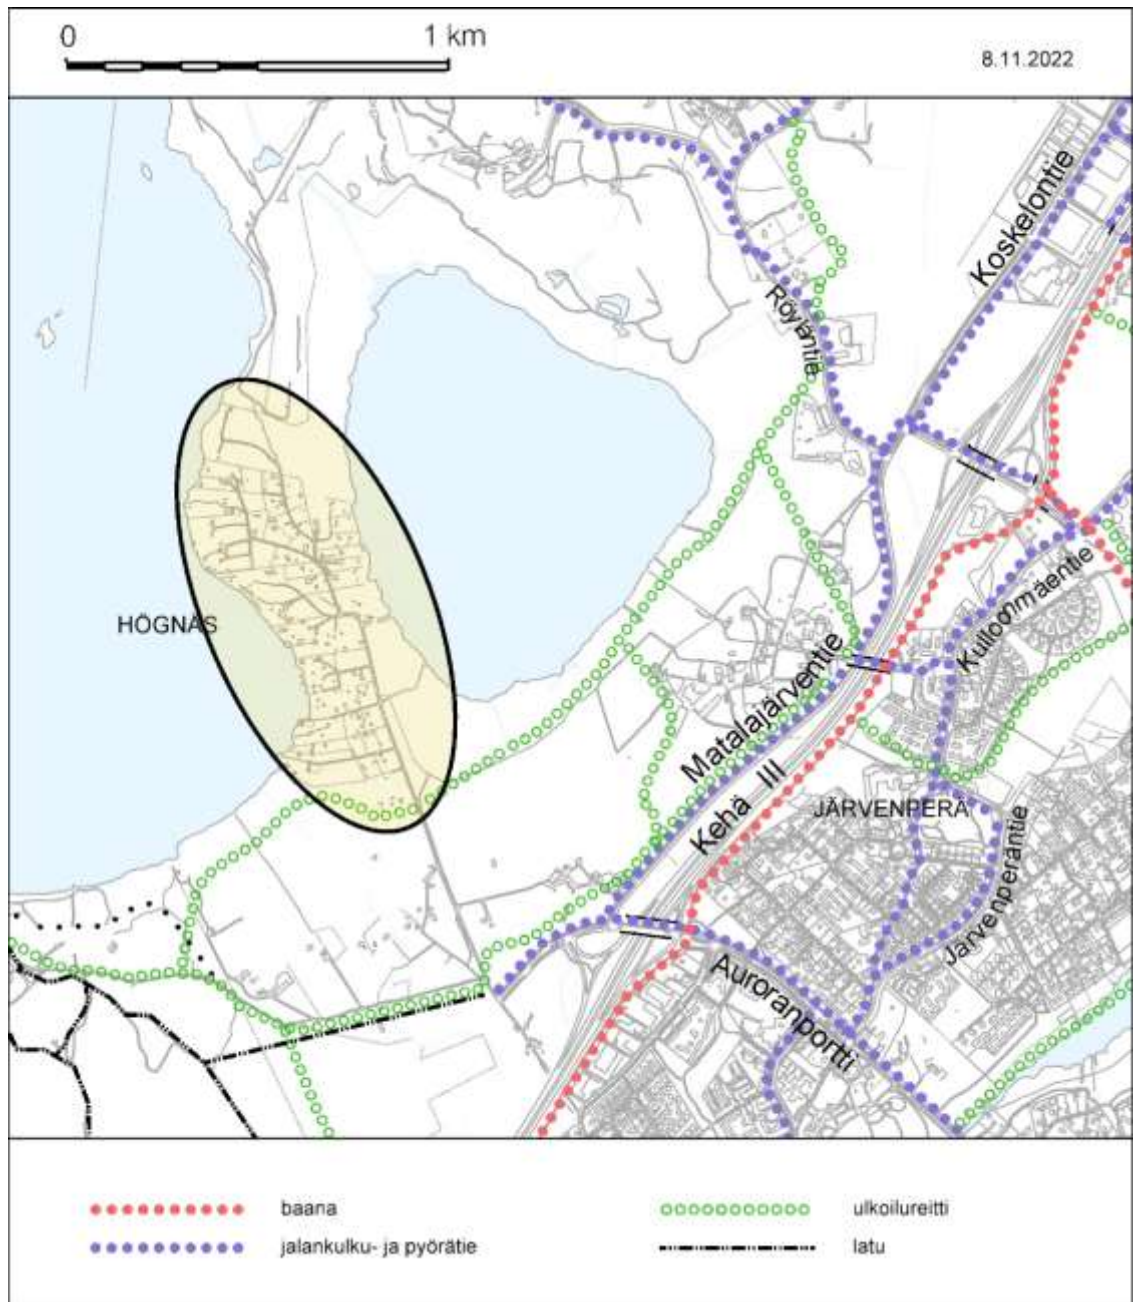 0 1 km
8.11.2022
Koskelontie
Röyläntie
HÖGNÄS
Kulloonmäentie
Matalajärventie
Kehä III
JÄRVENPERÄ
Järvenperäntie
Auroranportti
baana
ulkoilureitti
jalankulku- ja pyörätie
latu